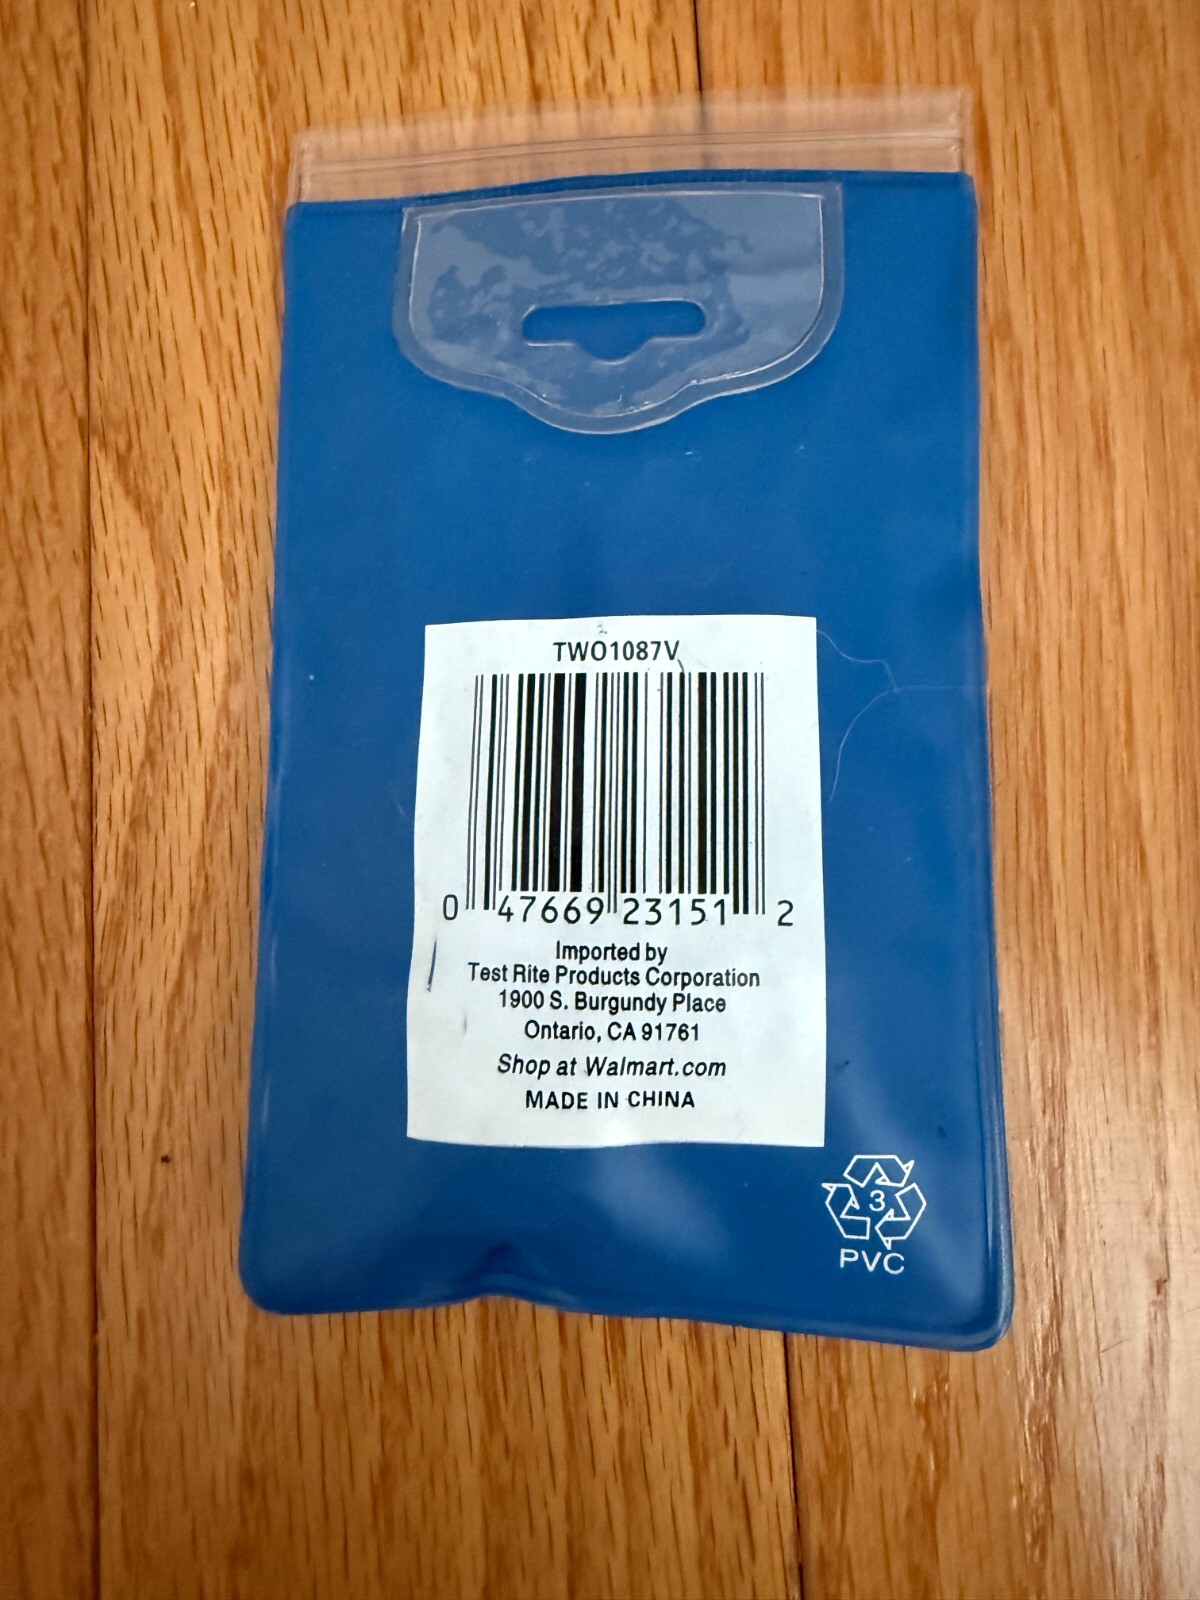 TWO1087V
0 47669 23151 2
Imported by
Test Rite Products Corporation
1900 S. Burgundy Place
Ontario, CA 91761
Shop at Walmart.com
MADE IN CHINA
3
PVC